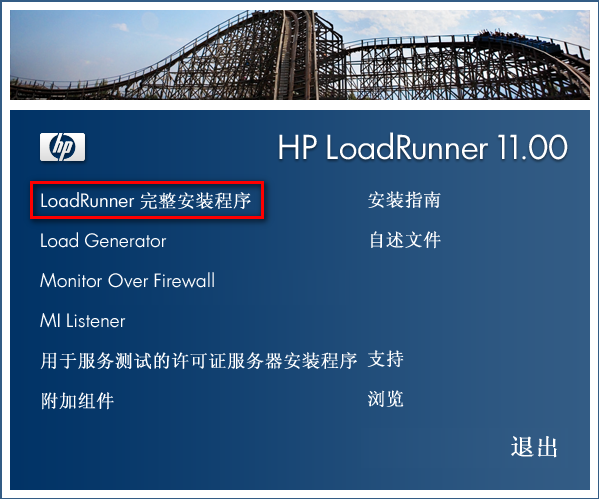 hp
HP LoadRunner 11.00
LoadRunner 完整安装程序
安装指南
Load Generator
自述文件
Monitor Over Firewall
MI Listener
用于服务测试的许可证服务器安装程序
支持
附加组件
浏览
退出